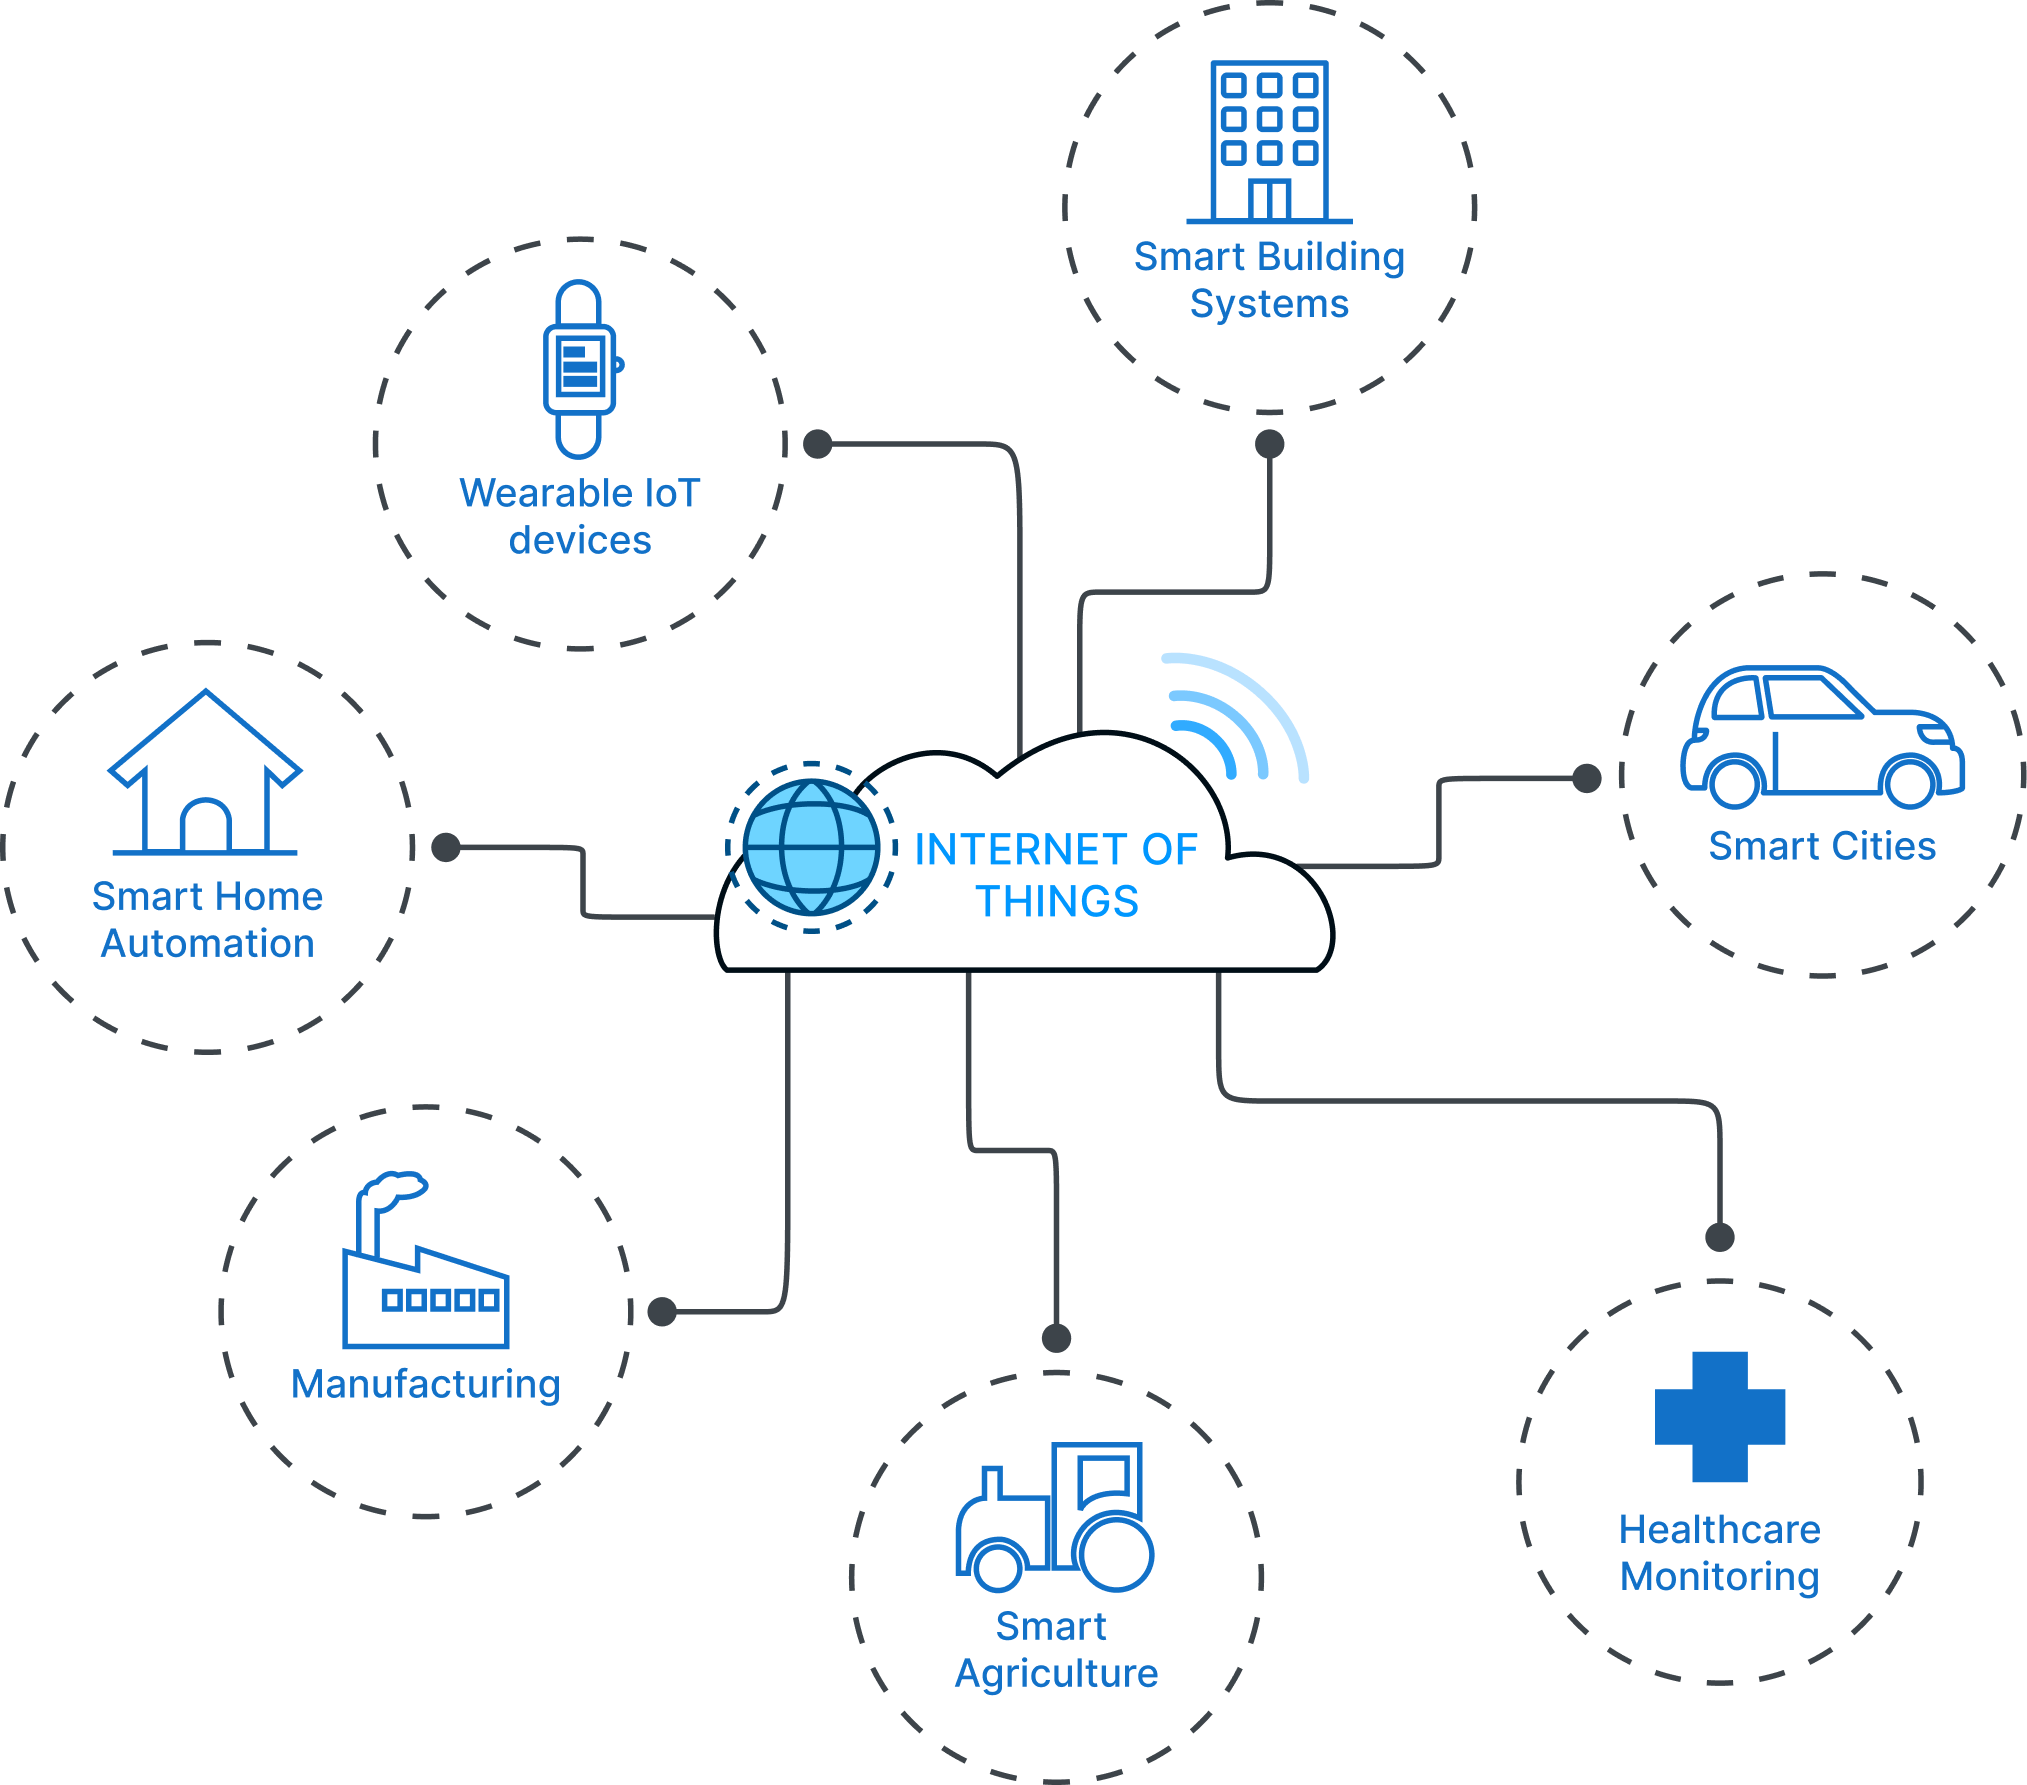 Smart Building
Systems
Wearable IoT
devices
Smart Cities
INTERNET OF
THINGS
Smart Home
Automation
Manufacturing
Healthcare
Monitoring
Smart
Agriculture